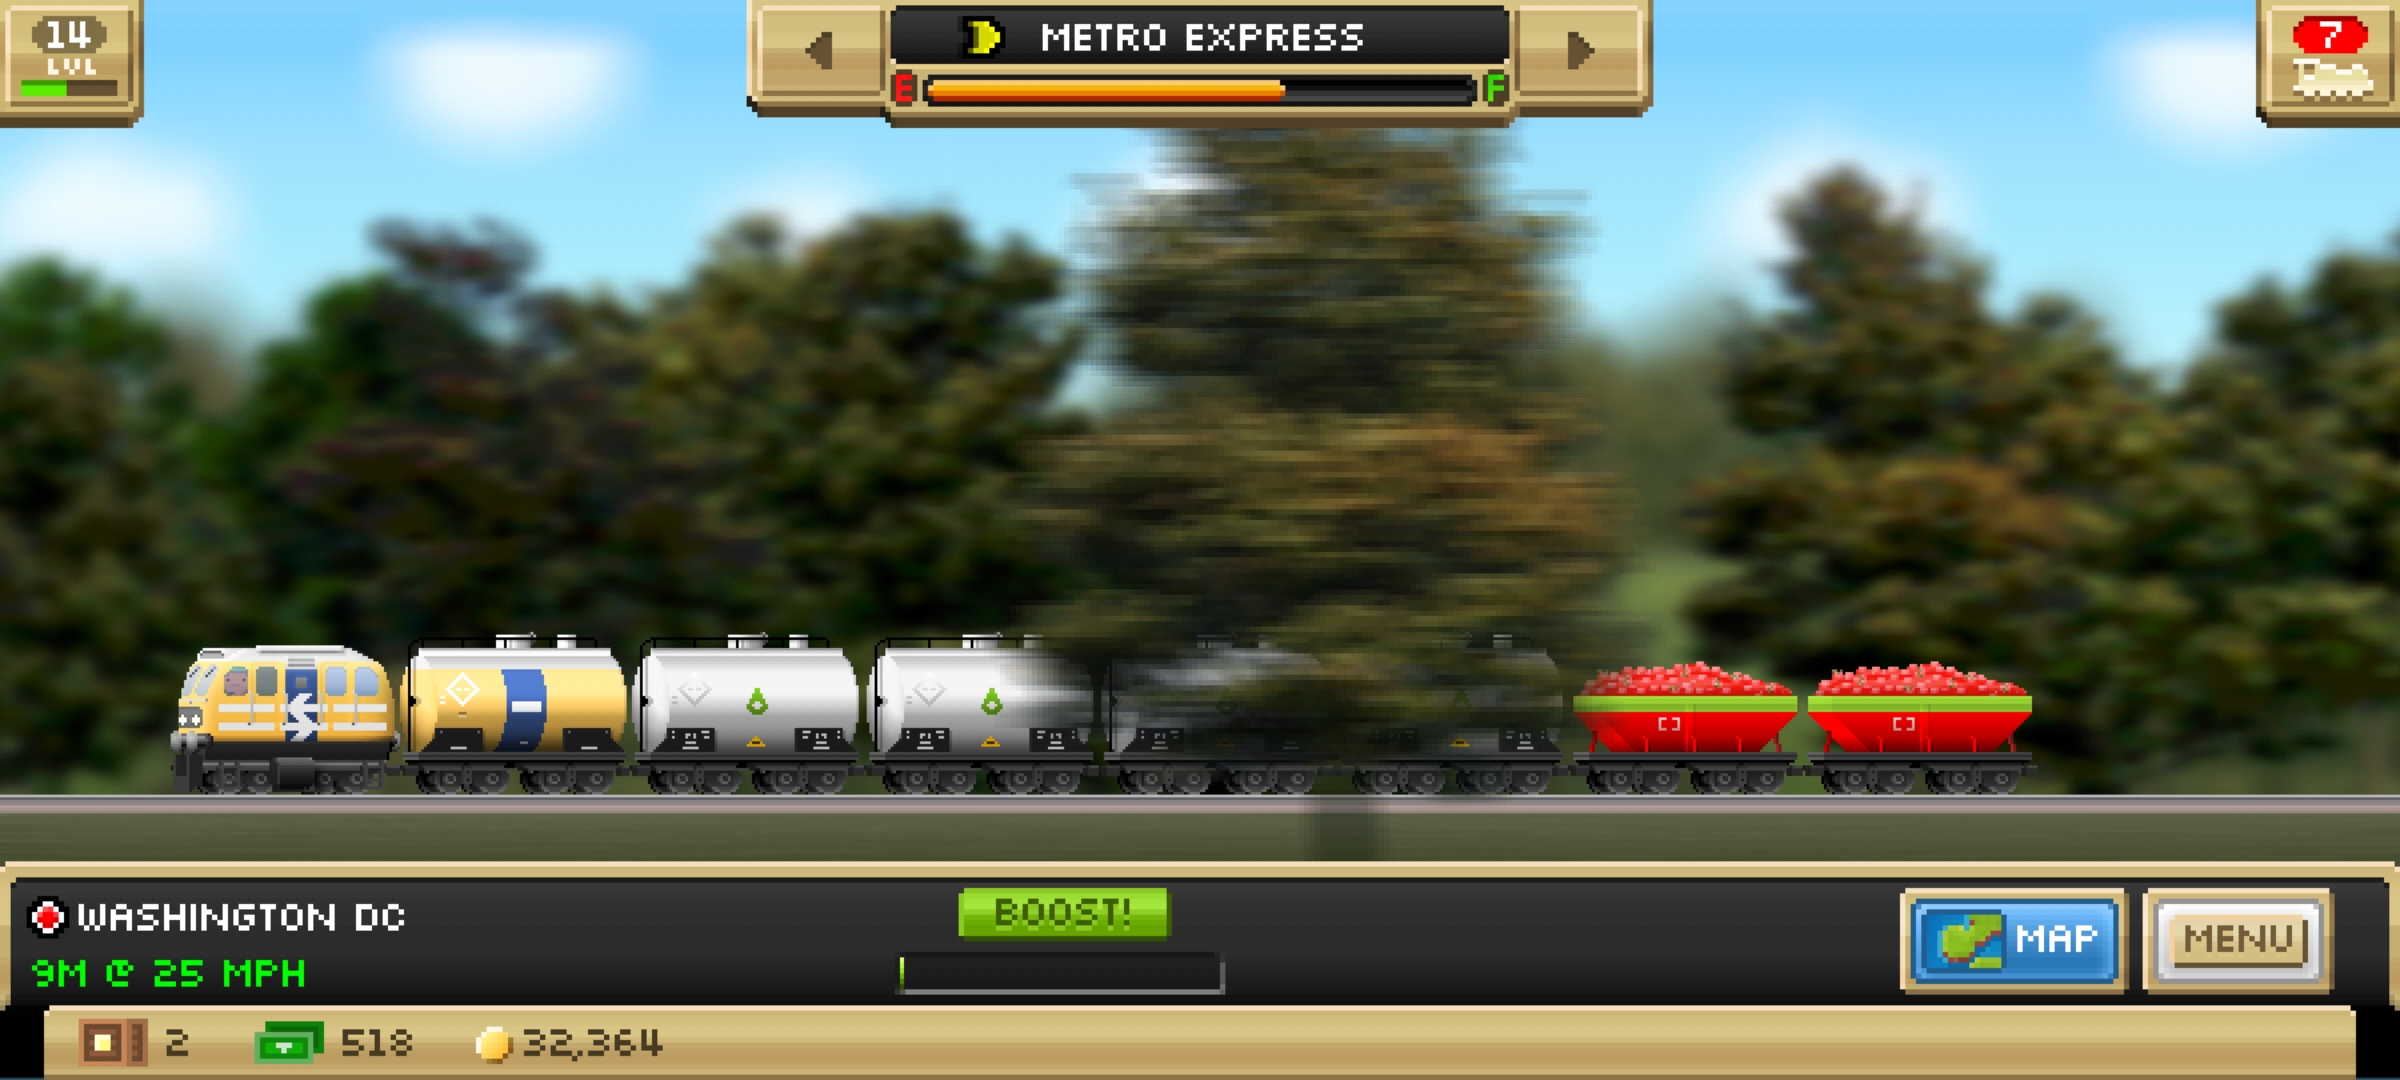 14
LVL
METRO EXPRESS
E F
7
WASHINGTON DC
9M @ 25 MPH
BOOST!
MAP
MENU
2
518
32,364